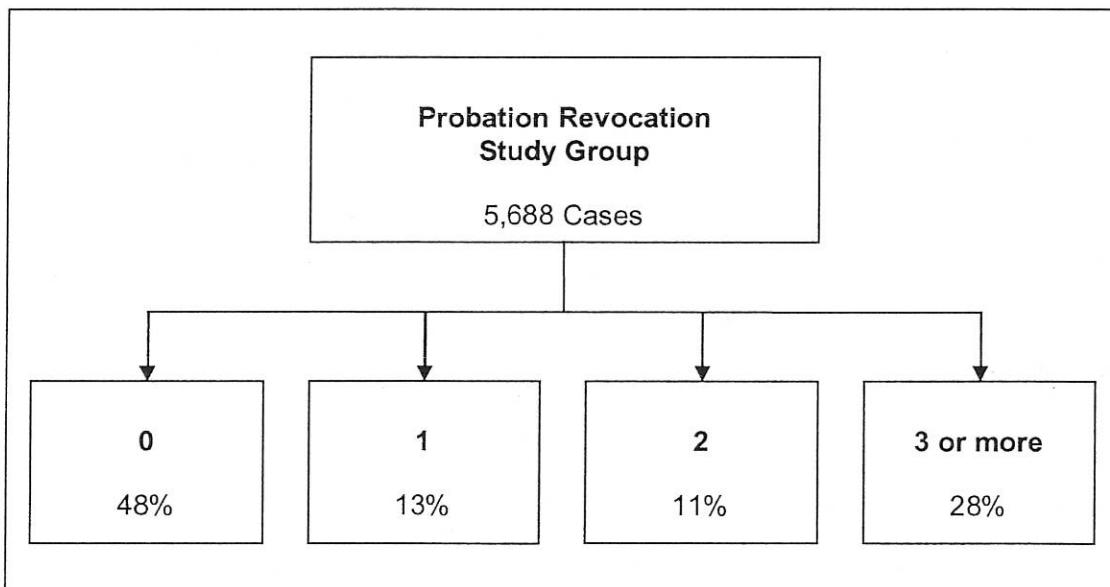 Probation Revocation
Study Group
5,688 Cases
0
48%
1
13%
2
11%
3 or more
28%